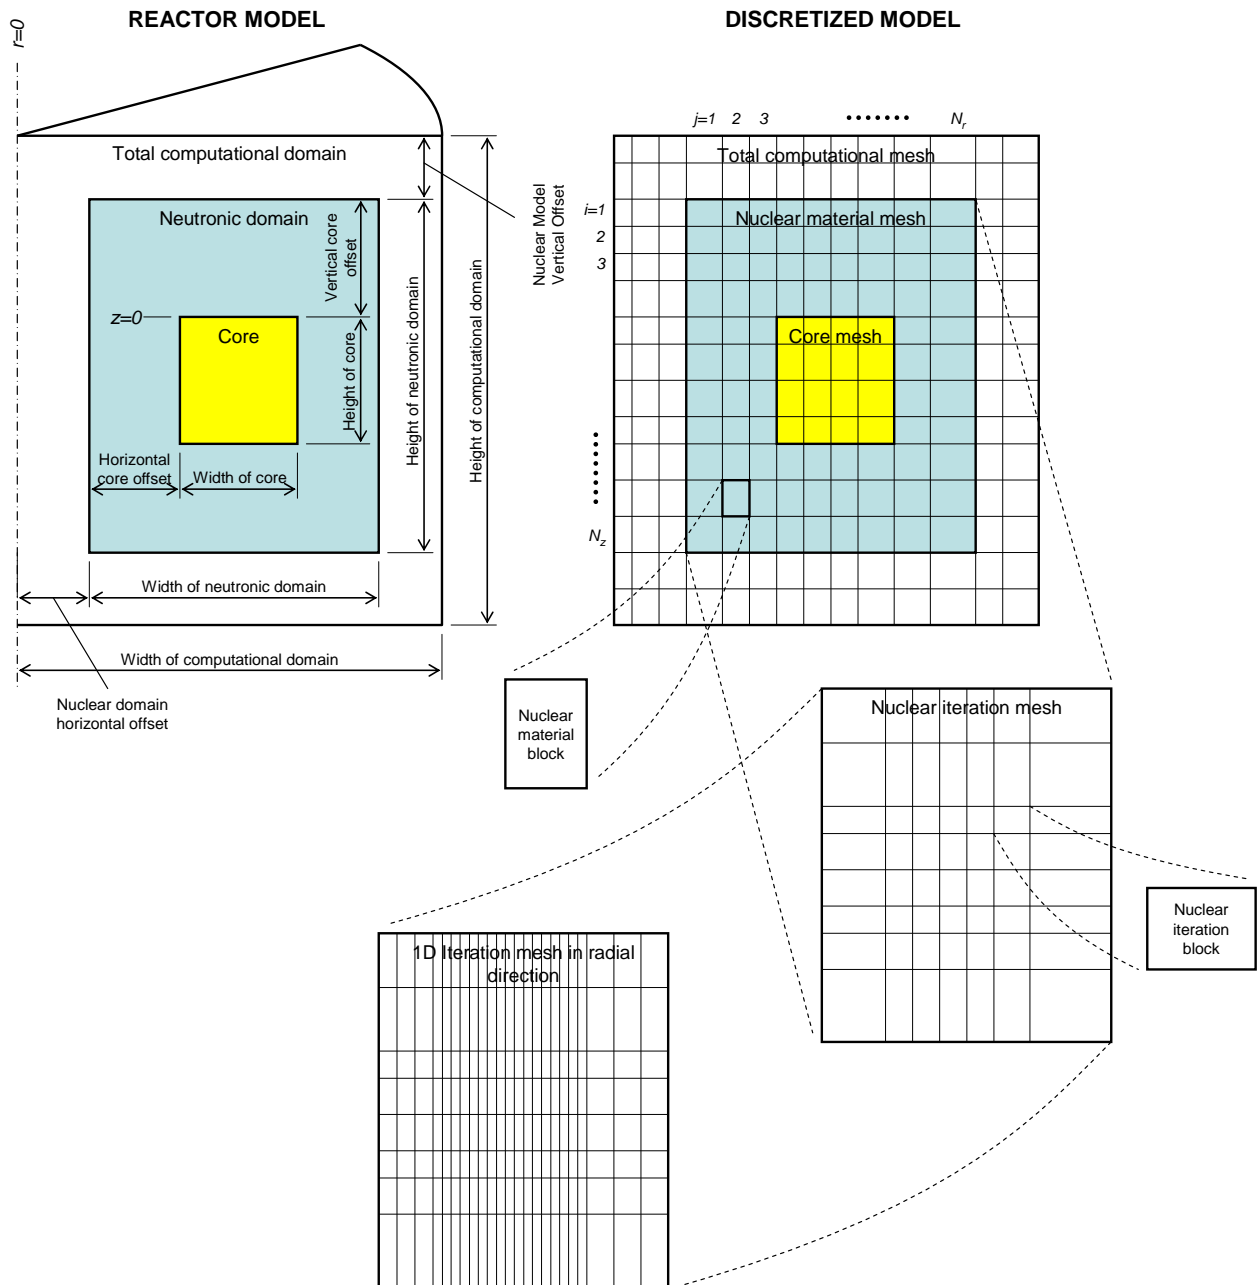 REACTOR MODEL
DISCRETIZED MODEL
r=0
Total computational domain
Neutronic domain
Vertical core
offset
z=0
Core
Height of core
Horizontal
core offset
Width of core
Height of neutronic domain
Height of computational domain
Nuclear Model
Vertical Offset
Width of neutronic domain
Width of computational domain
Nuclear domain
horizontal offset
j=1 2 3 ....... Nr
Total computational mesh
i=1
2
3
Nuclear material mesh
Core mesh
Nz
Nuclear
material
block
Nuclear iteration mesh
Nuclear
iteration
block
1D Iteration mesh in radial
direction